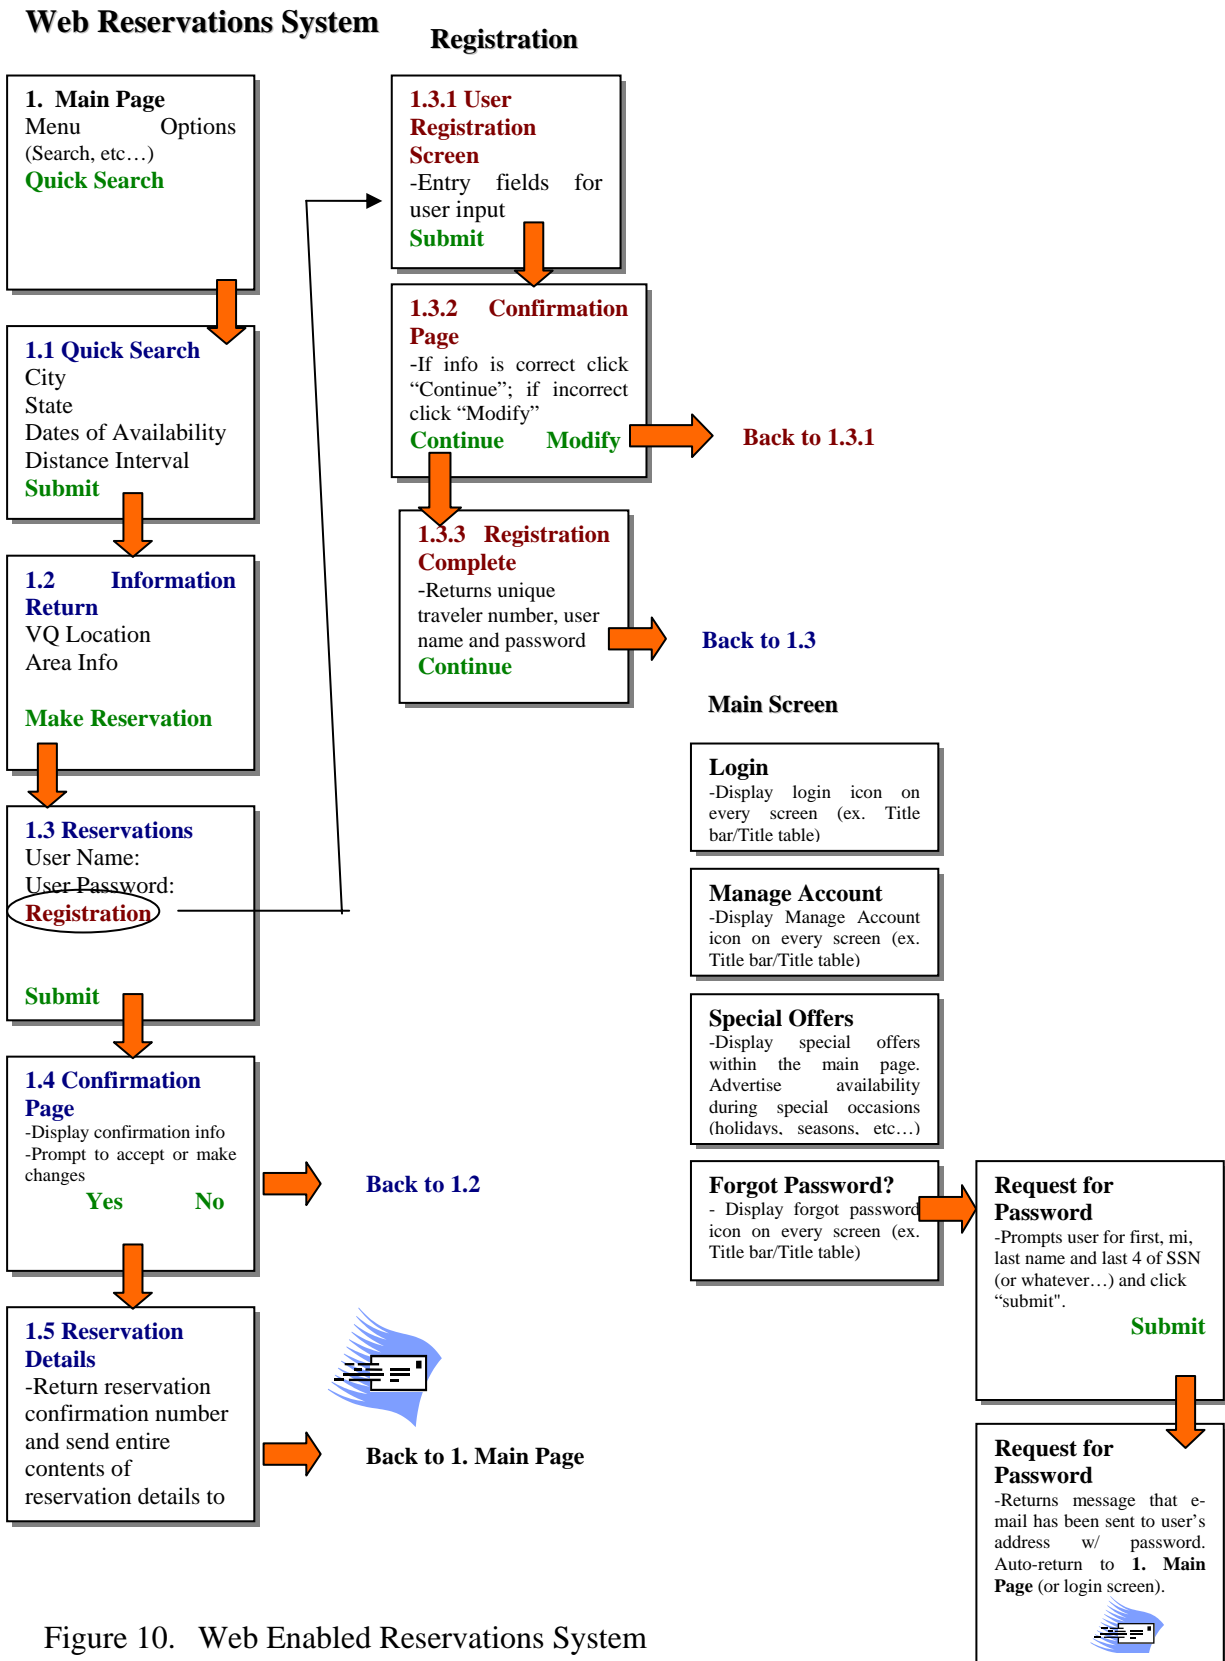 Web Reservations System
1. Main Page
Menu Options
(Search, etc…)
Quick Search
1.1 Quick Search
City
State
Dates of Availability
Distance Interval
Submit
1.2 Information
Return
VQ Location
Area Info
Make Reservation
1.3 Reservations
User Name:
User Password:
Registration
Submit
1.4 Confirmation
Page
-Display confirmation info
-Prompt to accept or make
changes
Yes No
Back to 1.2
1.5 Reservation
Details
-Return reservation
confirmation number
and send entire
contents of
reservation details to
Back to 1. Main Page
Registration
1.3.1 User
Registration
Screen
-Entry fields for
user input
Submit
1.3.2 Confirmation
Page
-If info is correct click
“Continue”; if incorrect
click “Modify”
Continue Modify
Back to 1.3.1
1.3.3 Registration
Complete
-Returns unique
traveler number, user
name and password
Continue
Back to 1.3
Main Screen
Login
-Display login icon on
every screen (ex. Title
bar/Title table)
Manage Account
-Display Manage Account
icon on every screen (ex.
Title bar/Title table)
Special Offers
-Display special offers
within the main page.
Advertise availability
during special occasions
(holidays, seasons, etc…)
Forgot Password?
- Display forgot password
icon on every screen (ex.
Title bar/Title table)
Request for
Password
-Prompts user for first, mi,
last name and last 4 of SSN
(or whatever…) and click
“submit".
Submit
Request for
Password
-Returns message that e-
mail has been sent to user’s
address w/ password.
Auto-return to 1. Main
Page (or login screen).
Figure 10. Web Enabled Reservations System